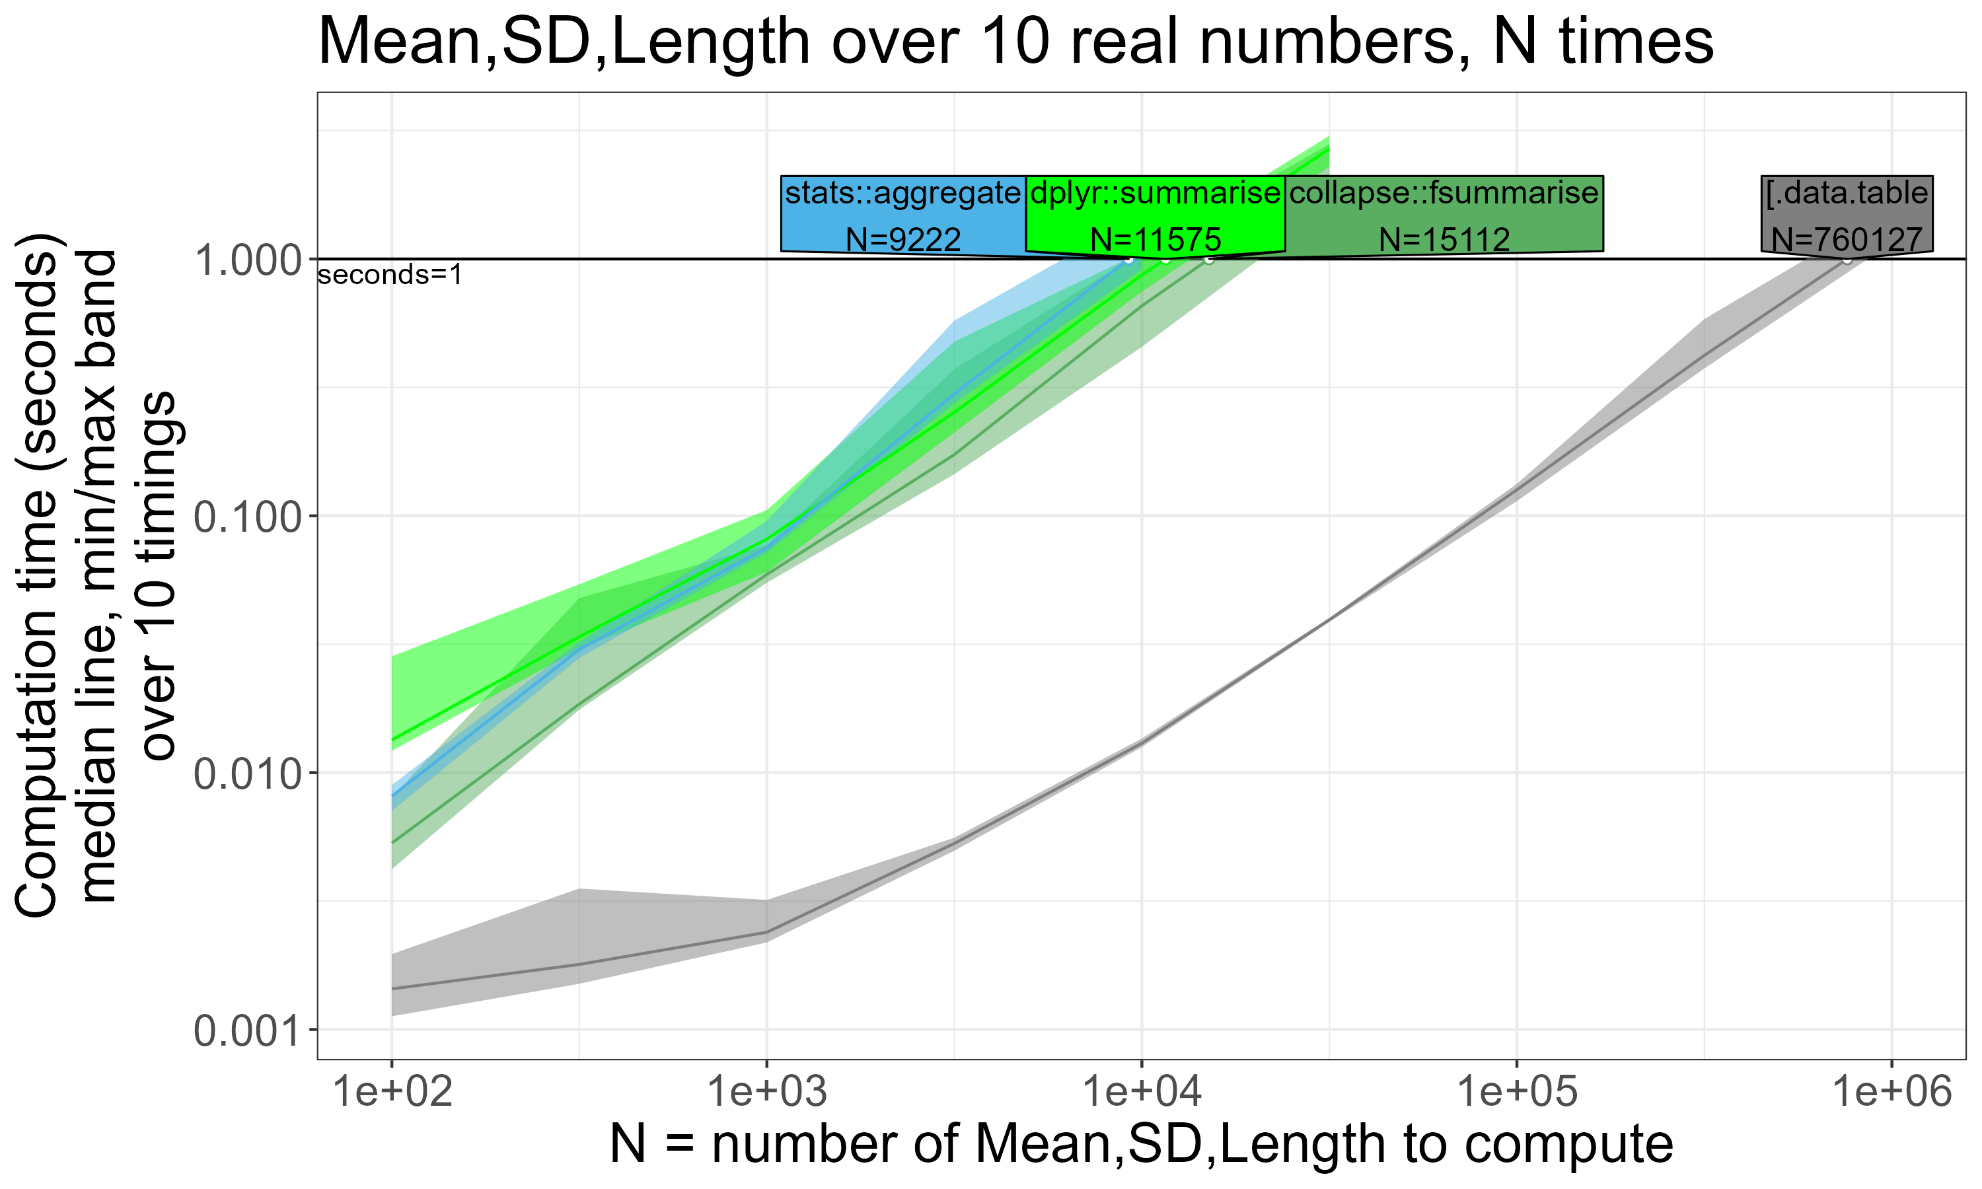 Mean,SD,Length over 10 real numbers, N times
Computation time (seconds)
median line, min/max band
over 10 timings
1.000
0.100
0.010
0.001
seconds=1
stats::aggregate
N=9222
dplyr::summarise
N=11575
collapse::fsummarise
N=15112
[.data.table
N=760127
1e+02
1e+03
1e+04
1e+05
1e+06
N = number of Mean,SD,Length to compute